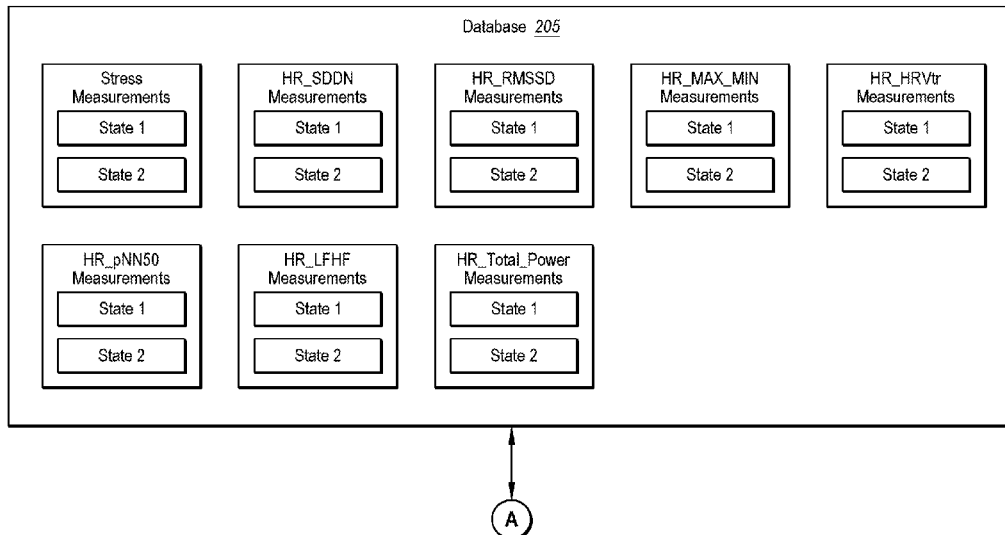 Database 205
Stress
Measurements
State 1
State 2
HR_SDDN
Measurements
State 1
State 2
HR_RMSSD
Measurements
State 1
State 2
HR_MAX_MIN
Measurements
State 1
State 2
HR_HRVtr
Measurements
State 1
State 2
HR_pNN50
Measurements
State 1
State 2
HR_LFHF
Measurements
State 1
State 2
HR_Total_Power
Measurements
State 1
State 2
A